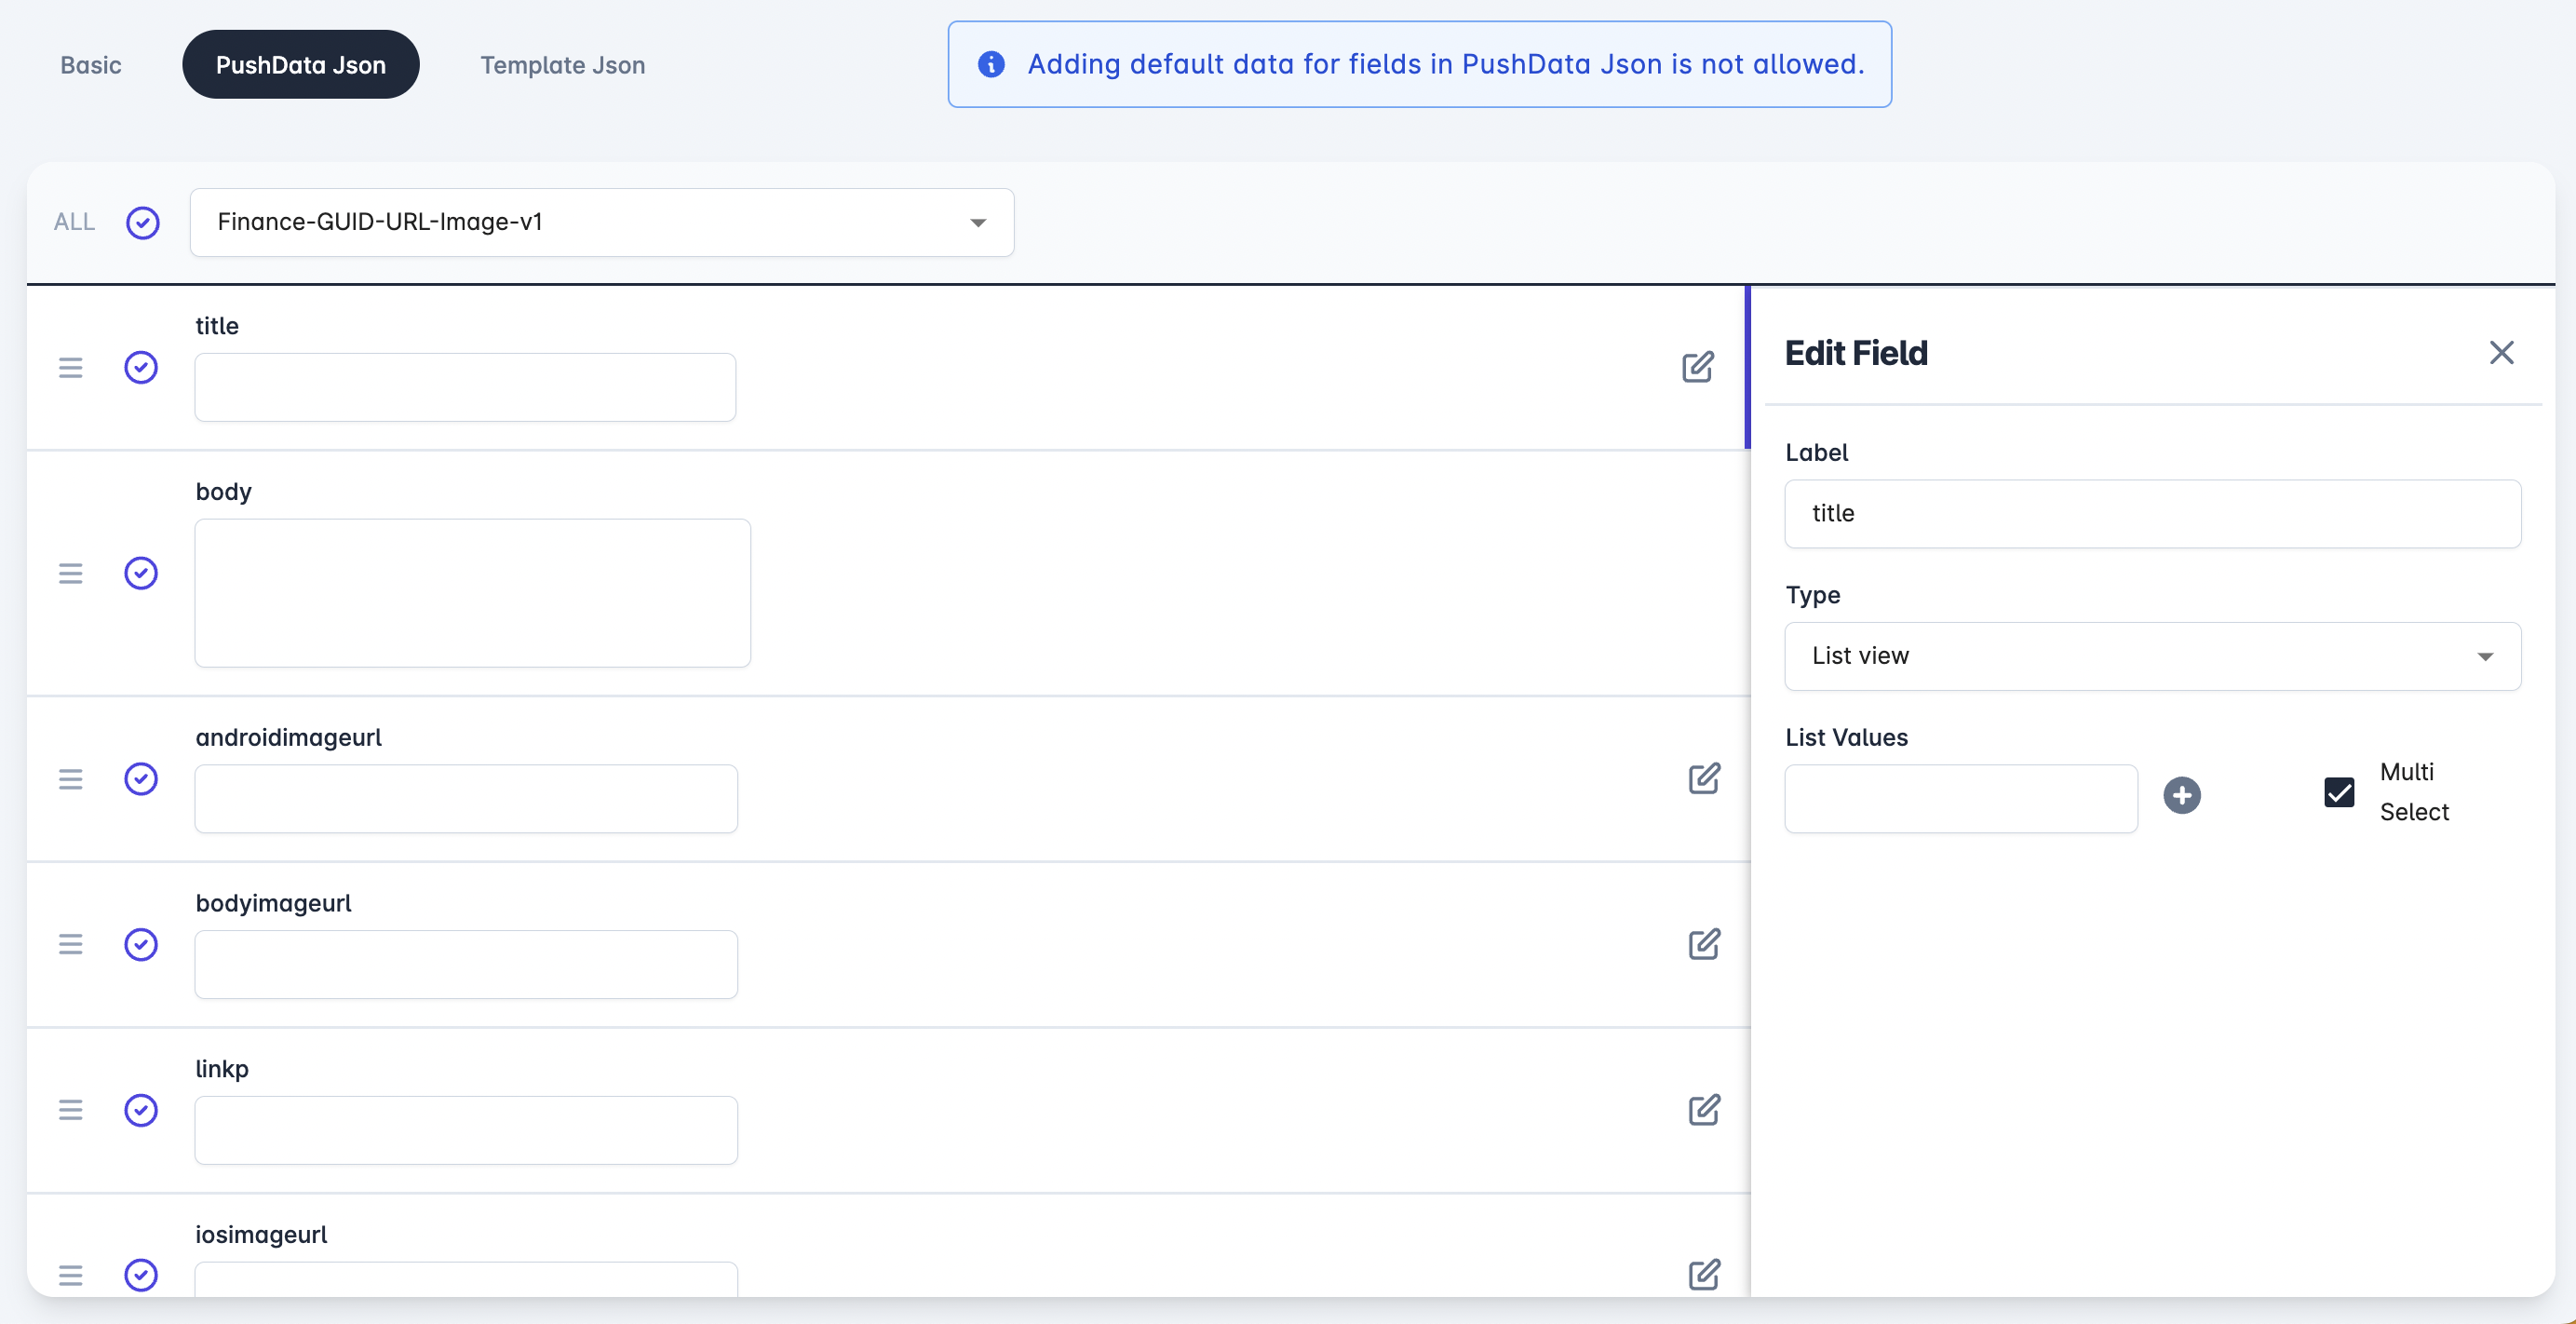 Basic
PushData Json
Template Json
Adding default data for fields in PushData Json is not allowed.
ALL
Finance-GUID-URL-Image-v1
title
body
androidimageurl
bodyimageurl
linkp
iosimageurl
Edit Field
Label
title
Type
List view
List Values
Multi
Select